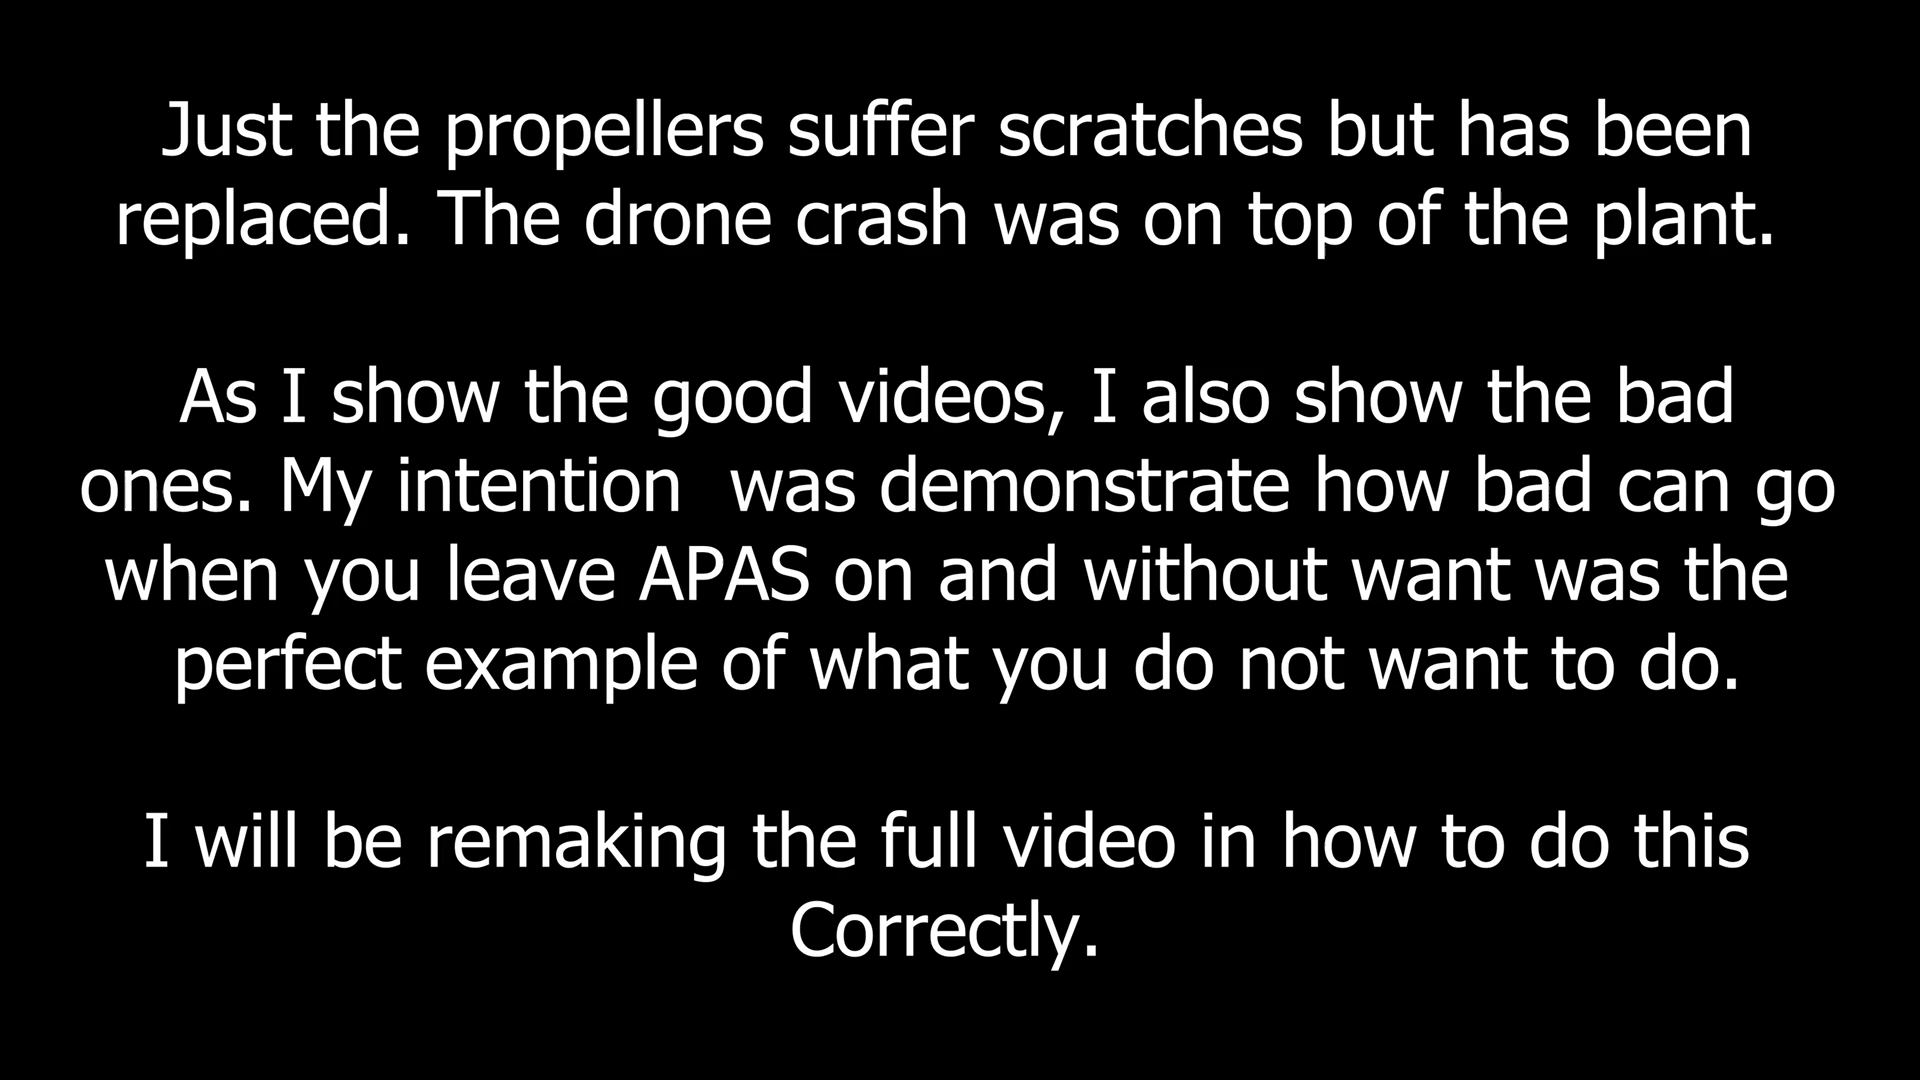 Just the propellers suffer scratches but has been
replaced. The drone crash was on top of the plant.
As I show the good videos, I also show the bad
ones. My intention  was demonstrate how bad can go
when you leave APAS on and without want was the
perfect example of what you do not want to do.
I will be remaking the full video in how to do this
Correctly.